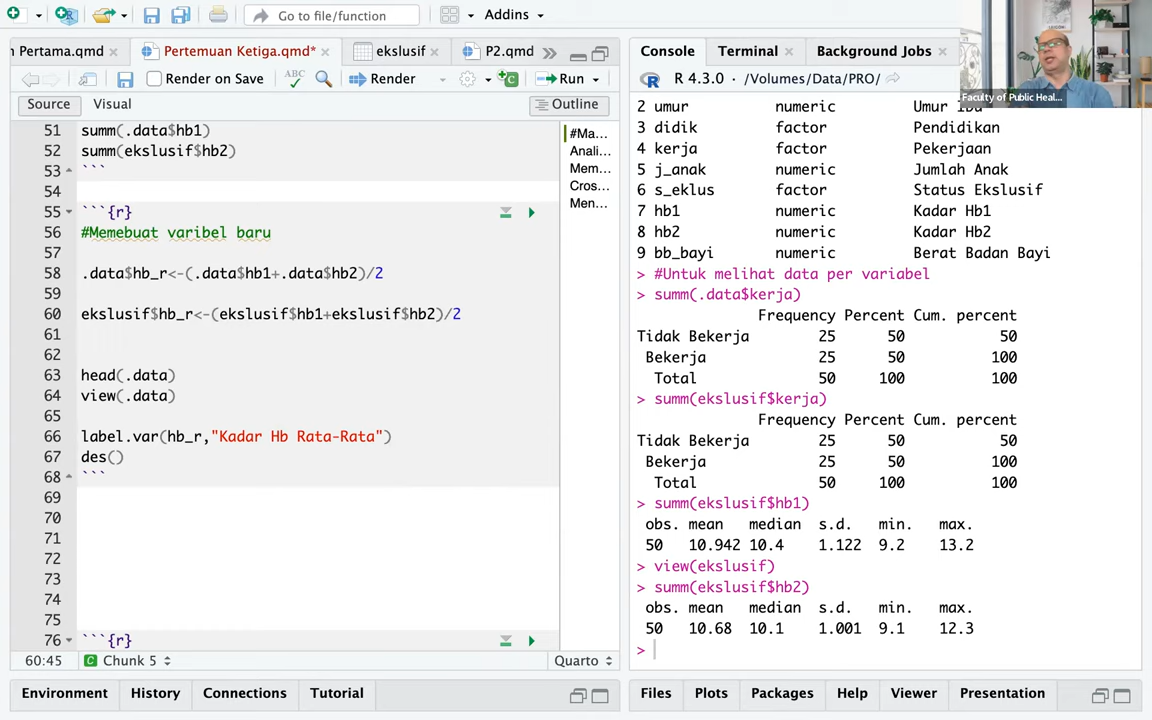 Go to file/function
Addins
n Pertama.qmd
Pertemuan Ketiga.qmd*
ekslusif
P2.qmd
Render on Save
ABC
Render
Run
Source
Visual
Outline
51 summ(.data$hb1)
52 summ(ekslusif$hb2)
53 ```
54
55 ```{r}
56 #Memebuat varibel baru
57
58 .data$hb_r<-(.data$hb1+.data$hb2)/2
59
60 ekslusif$hb_r<-(ekslusif$hb1+ekslusif$hb2)/2
61
62
63 head(.data)
64 view(.data)
65
66 label.var(hb_r,"Kadar Hb Rata-Rata")
67 des()
68 ```
69
70
71
72
73
74
75
76 ```{r}
#Ma...
Anali...
Mem...
Cros...
Men...
60:45
Chunk 5
Quarto
Environment
History
Connections
Tutorial
Console
Terminal
Background Jobs
R 4.3.0 · /Volumes/Data/PRO/
Faculty of Public Heal...
2 umur numeric Umur Ibu
3 didik factor Pendidikan
4 kerja factor Pekerjaan
5 j_anak numeric Jumlah Anak
6 s_eklus factor Status Ekslusif
7 hb1 numeric Kadar Hb1
8 hb2 numeric Kadar Hb2
9 bb_bayi numeric Berat Badan Bayi
> #Untuk melihat data per variabel
> summ(.data$kerja)
Frequency Percent Cum. percent
Tidak Bekerja 25 50 50
Bekerja 25 50 100
Total 50 100 100
> summ(ekslusif$kerja)
Frequency Percent Cum. percent
Tidak Bekerja 25 50 50
Bekerja 25 50 100
Total 50 100 100
> summ(ekslusif$hb1)
obs. mean median s.d. min. max.
50 10.942 10.4 1.122 9.2 13.2
> view(ekslusif)
> summ(ekslusif$hb2)
obs. mean median s.d. min. max.
50 10.68 10.1 1.001 9.1 12.3
>
Files
Plots
Packages
Help
Viewer
Presentation